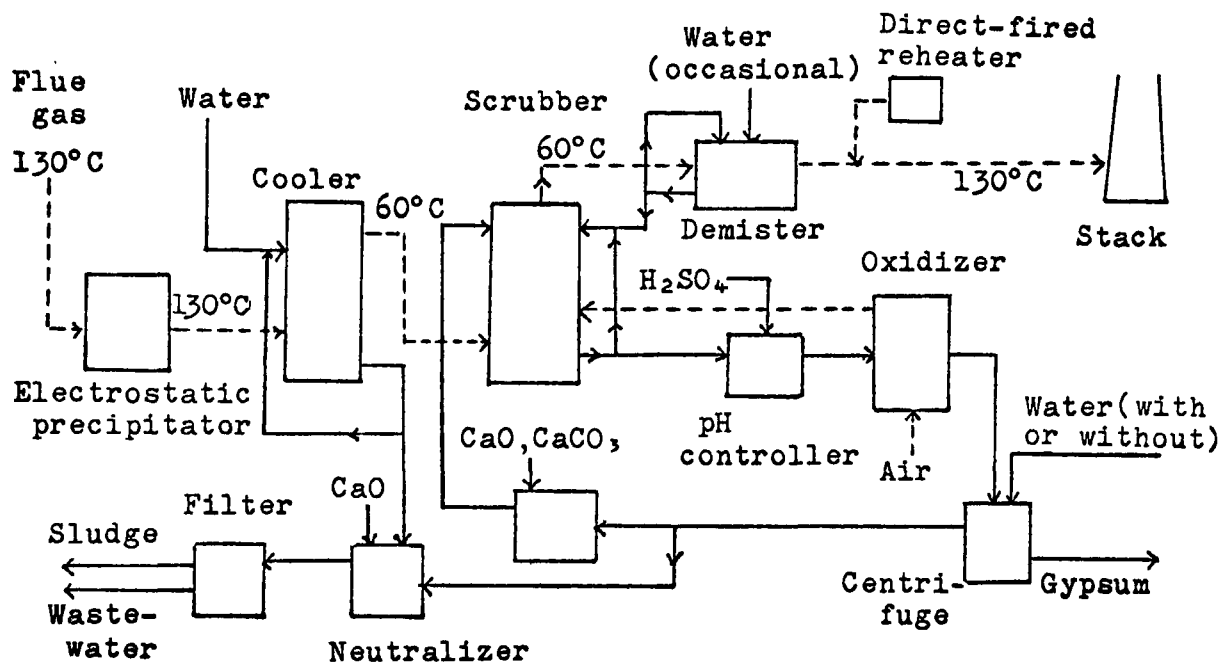 Direct-fired
reheater
Water
(occasional)
Flue
gas
130°C
Water
Scrubber
60°C
Cooler
60°C
130°C
Demister
Stack
H₂SO₄
Oxidizer
130°C
Electrostatic
precipitator
pH
controller
Air
Water(with
or without)
CaO,CaCO₃
CaO
Filter
Sludge
Waste-
water
Neutralizer
Centri-
fuge
Gypsum